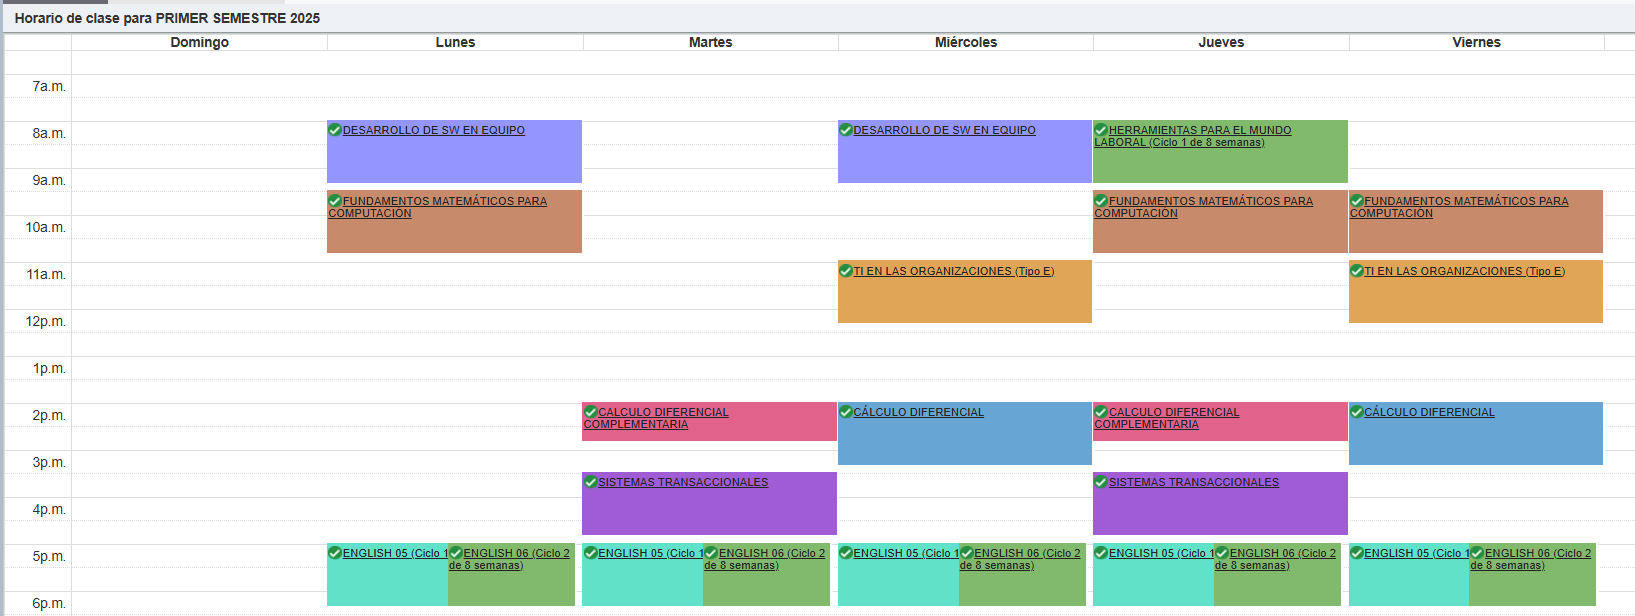 Horario de clase para PRIMER SEMESTRE 2025
Domingo Lunes Martes Miércoles Jueves Viernes
7a.m.
8a.m.
DESARROLLO DE SW EN EQUIPO
DESARROLLO DE SW EN EQUIPO
HERRAMIENTAS PARA EL MUNDO
LABORAL (Ciclo 1 de 8 semanas)
9a.m.
FUNDAMENTOS MATEMÁTICOS PARA
COMPUTACIÓN
FUNDAMENTOS MATEMÁTICOS PARA
COMPUTACIÓN
FUNDAMENTOS MATEMÁTICOS PARA
COMPUTACIÓN
10a.m.
11a.m.
TI EN LAS ORGANIZACIONES (Tipo E)
TI EN LAS ORGANIZACIONES (Tipo E)
12p.m.
1p.m.
2p.m.
CALCULO DIFERENCIAL
COMPLEMENTARIA
CÁLCULO DIFERENCIAL
CALCULO DIFERENCIAL
COMPLEMENTARIA
CÁLCULO DIFERENCIAL
3p.m.
SISTEMAS TRANSACCIONALES
SISTEMAS TRANSACCIONALES
4p.m.
5p.m.
ENGLISH 05 (Ciclo 1
ENGLISH 06 (Ciclo 2
de 8 semanas)
ENGLISH 05 (Ciclo 1
ENGLISH 06 (Ciclo 2
de 8 semanas)
ENGLISH 05 (Ciclo 1
ENGLISH 06 (Ciclo 2
de 8 semanas)
ENGLISH 05 (Ciclo 1
ENGLISH 06 (Ciclo 2
de 8 semanas)
ENGLISH 05 (Ciclo 1
ENGLISH 06 (Ciclo 2
de 8 semanas)
6p.m.